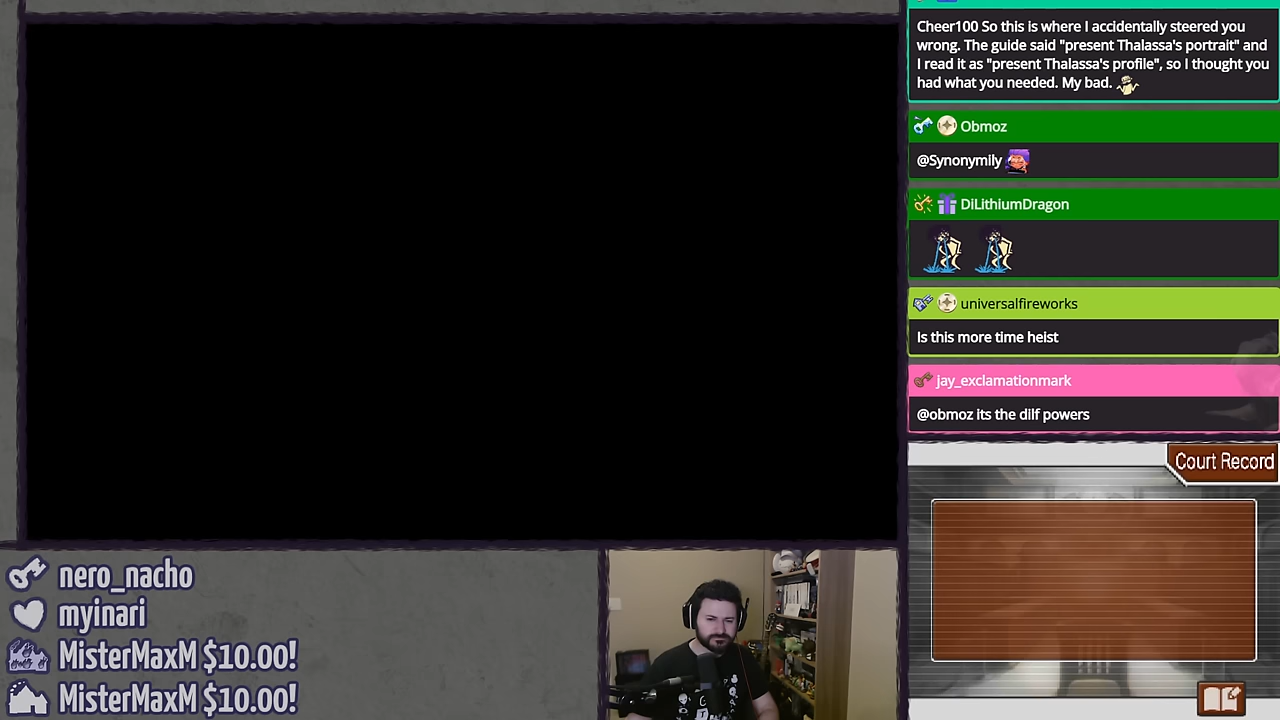 Cheer100 So this is where I accidentally steered you
wrong. The guide said "present Thalassa's portrait" and
I read it as "present Thalassa's profile", so I thought you
had what you needed. My bad.
Obmoz
@Synonymily
DiLithiumDragon
universalfireworks
Is this more time heist
jay_exclamationmark
@obmoz its the dilf powers
Court Record
nero_nacho
myinari
MisterMaxM $10.00!
MisterMaxM $10.00!